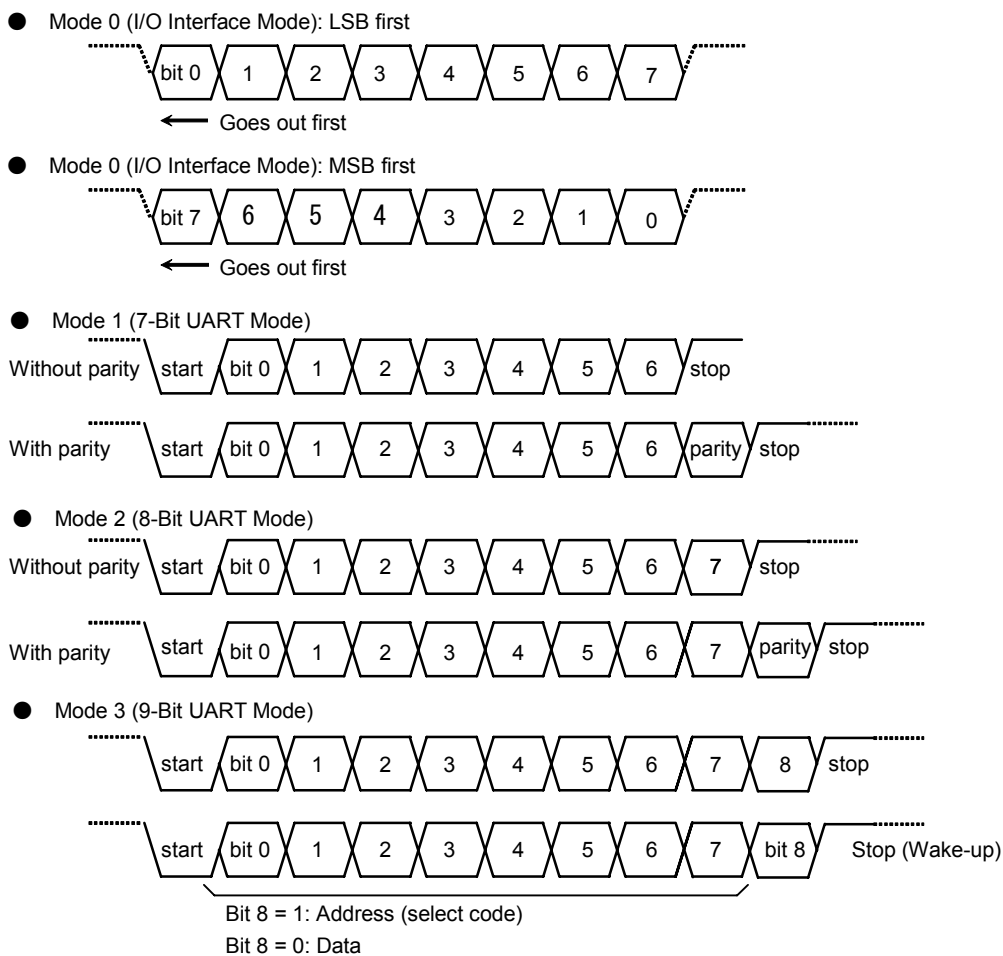 ● Mode 0 (I/O Interface Mode): LSB first
bit 0 1 2 3 4 5 6 7
Goes out first
● Mode 0 (I/O Interface Mode): MSB first
bit 7 6 5 4 3 2 1 0
Goes out first
● Mode 1 (7-Bit UART Mode)
Without parity start bit 0 1 2 3 4 5 6 stop
With parity start bit 0 1 2 3 4 5 6 parity stop
● Mode 2 (8-Bit UART Mode)
Without parity start bit 0 1 2 3 4 5 6 7 stop
With parity start bit 0 1 2 3 4 5 6 7 parity stop
● Mode 3 (9-Bit UART Mode)
start bit 0 1 2 3 4 5 6 7 8 stop
start bit 0 1 2 3 4 5 6 7 bit 8 Stop (Wake-up)
Bit 8 = 1: Address (select code)
Bit 8 = 0: Data